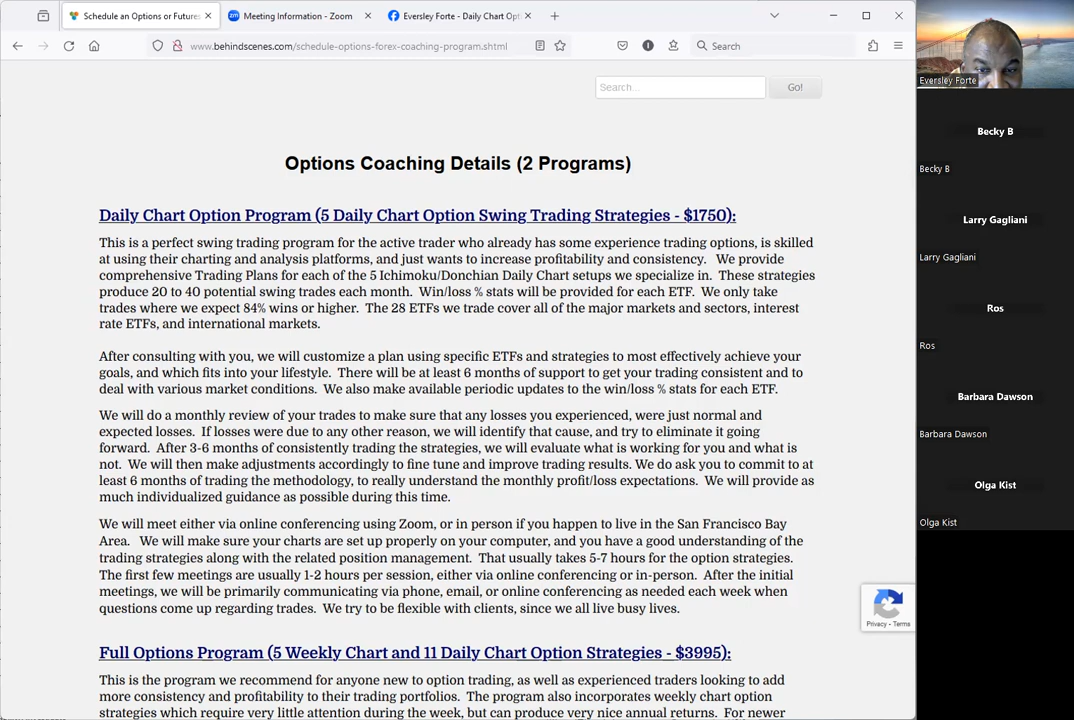 Schedule an Options or Future
Meeting Information - Zoom
Eversley Forte - Daily Chart Opt
www.behindscenes.com/schedule-options-forex-coaching-program.shtml
Search
Search...
Go!
Options Coaching Details (2 Programs)
Daily Chart Option Program (5 Daily Chart Option Swing Trading Strategies - $1750):
This is a perfect swing trading program for the active trader who already has some experience trading options, is skilled
at using their charting and analysis platforms, and just wants to increase profitability and consistency. We provide
comprehensive Trading Plans for each of the 5 Ichimoku/Donchian Daily Chart setups we specialize in. These strategies
produce 20 to 40 potential swing trades each month. Win/loss % stats will be provided for each ETF. We only take
trades where we expect 84% wins or higher. The 28 ETFs we trade cover all of the major markets and sectors, interest
rate ETFs, and international markets.
After consulting with you, we will customize a plan using specific ETFs and strategies to most effectively achieve your
goals, and which fits into your lifestyle. There will be at least 6 months of support to get your trading consistent and to
deal with various market conditions. We also make available periodic updates to the win/loss % stats for each ETF.
We will do a monthly review of your trades to make sure that any losses you experienced, were just normal and
expected losses. If losses were due to any other reason, we will identify that cause, and try to eliminate it going
forward. After 3-6 months of consistently trading the strategies, we will evaluate what is working for you and what is
not. We will then make adjustments accordingly to fine tune and improve trading results. We do ask you to commit to at
least 6 months of trading the methodology, to really understand the monthly profit/loss expectations. We will provide as
much individualized guidance as possible during this time.
We will meet either via online conferencing using Zoom, or in person if you happen to live in the San Francisco Bay
Area. We will make sure your charts are set up properly on your computer, and you have a good understanding of the
trading strategies along with the related position management. That usually takes 5-7 hours for the option strategies.
The first few meetings are usually 1-2 hours per session, either via online conferencing or in-person. After the initial
meetings, we will be primarily communicating via phone, email, or online conferencing as needed each week when
questions come up regarding trades. We try to be flexible with clients, since we all live busy lives.
Full Options Program (5 Weekly Chart and 11 Daily Chart Option Strategies - $3995):
This is the program we recommend for anyone new to option trading, as well as experienced traders looking to add
more consistency and profitability to their trading portfolios. The program also incorporates weekly chart option
strategies which require very little attention during the week, but can produce very nice annual returns. For newer
Privacy - Terms
Eversley Forte
Becky B
Becky B
Larry Gagliani
Larry Gagliani
Ros
Ros
Barbara Dawson
Barbara Dawson
Olga Kist
Olga Kist